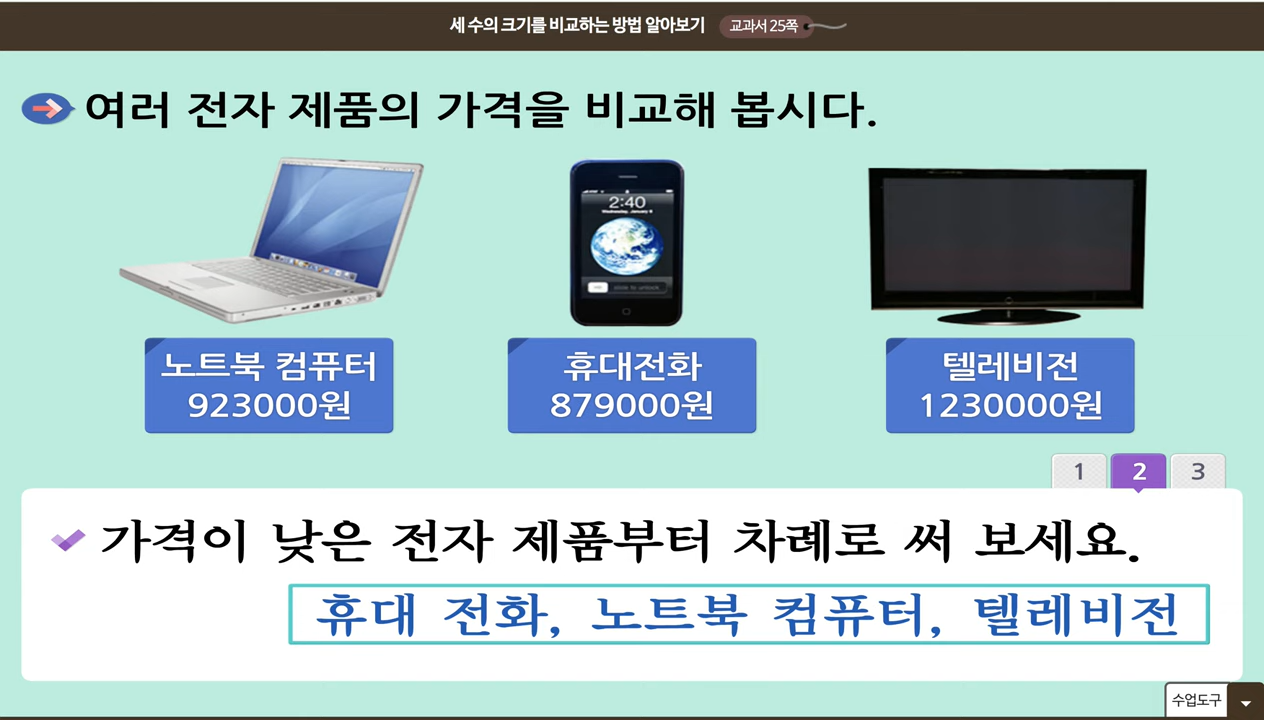 세 수의 크기를 비교하는 방법 알아보기 교과서 25쪽
여러 전자 제품의 가격을 비교해 봅시다.
2:40
노트북 컴퓨터
923000원
휴대전화
879000원
텔레비전
1230000원
1 2 3
가격이 낮은 전자 제품부터 차례로 써 보세요.
휴대 전화, 노트북 컴퓨터, 텔레비전
수업도구